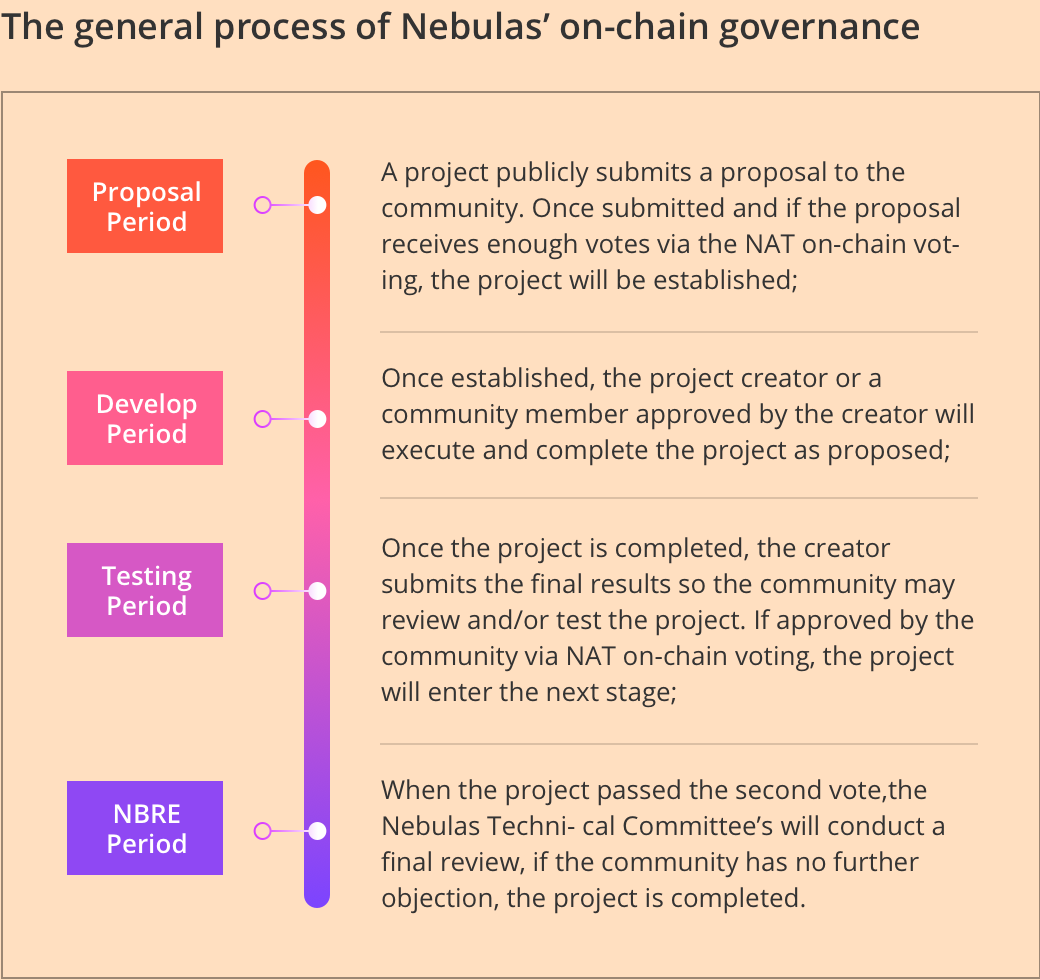 The general process of Nebulas’ on-chain governance
Proposal
Period
A project publicly submits a proposal to the
community. Once submitted and if the proposal
receives enough votes via the NAT on-chain vot-
ing, the project will be established;
Develop
Period
Once established, the project creator or a
community member approved by the creator will
execute and complete the project as proposed;
Testing
Period
Once the project is completed, the creator
submits the final results so the community may
review and/or test the project. If approved by the
community via NAT on-chain voting, the project
will enter the next stage;
NBRE
Period
When the project passed the second vote,the
Nebulas Techni- cal Committee’s will conduct a
final review, if the community has no further
objection, the project is completed.